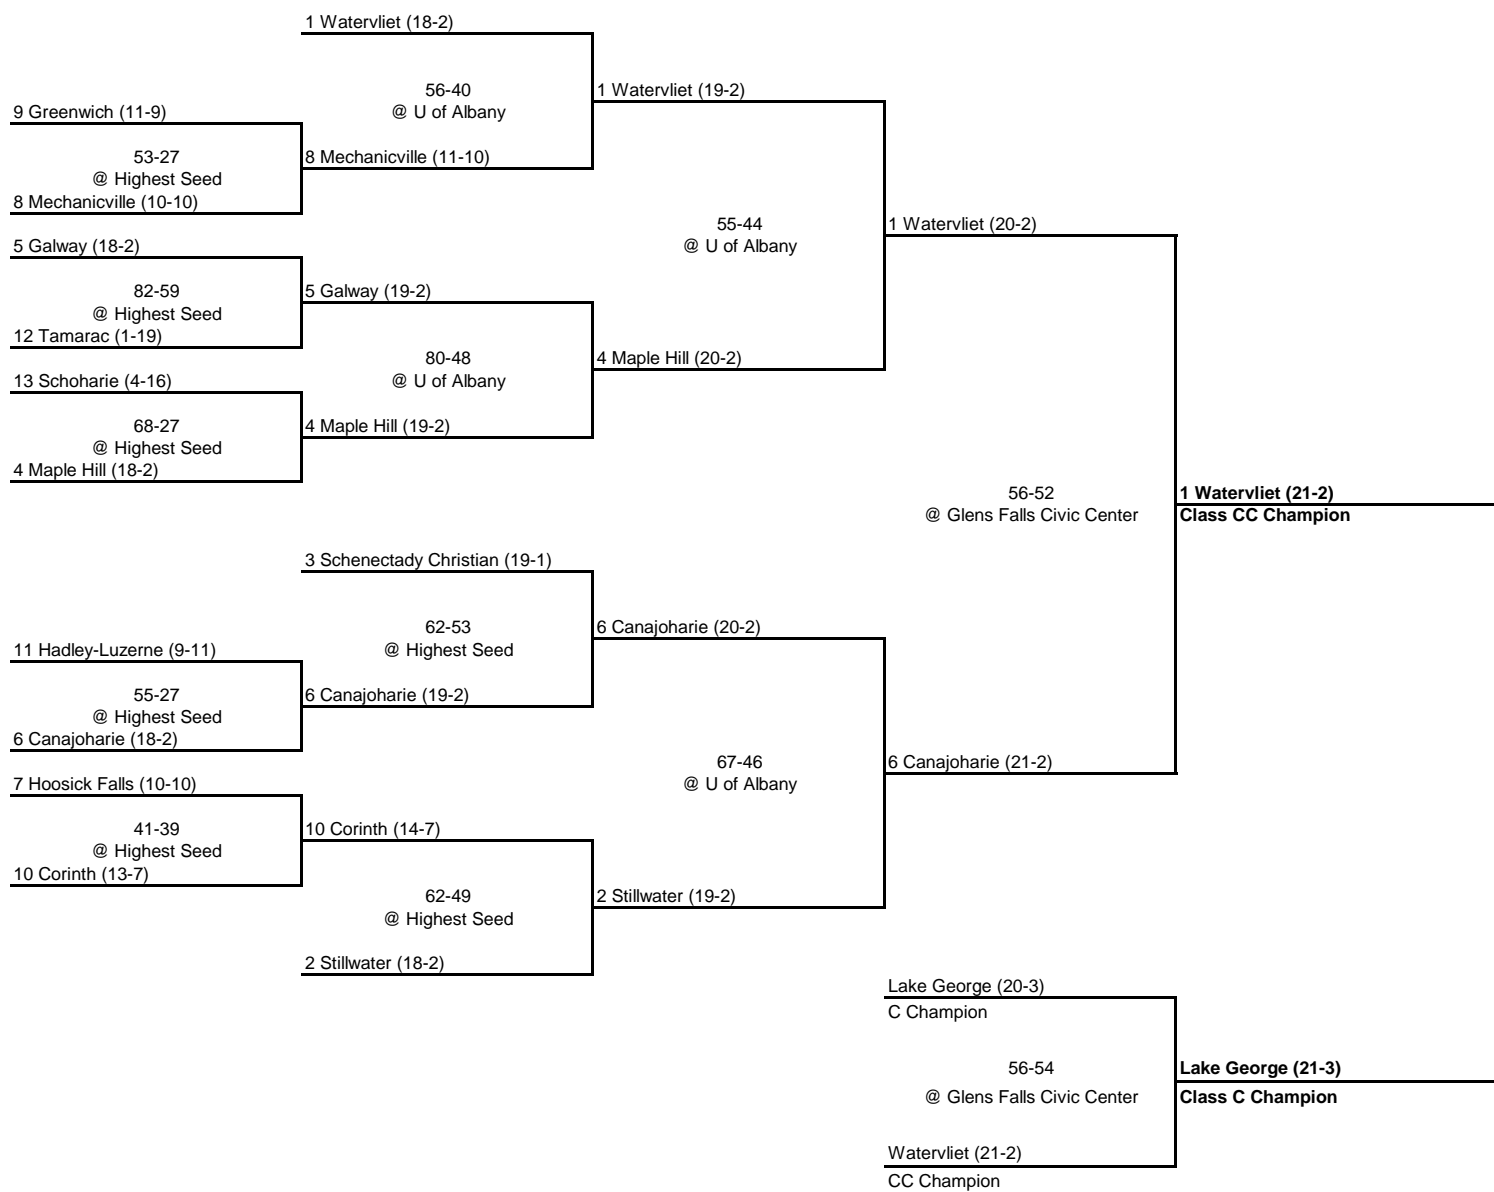 1 Watervliet (18-2)
56-40
@ U of Albany
1 Watervliet (19-2)
9 Greenwich (11-9)
53-27
@ Highest Seed
8 Mechanicville (11-10)
8 Mechanicville (10-10)
55-44
@ U of Albany
1 Watervliet (20-2)
5 Galway (18-2)
82-59
@ Highest Seed
5 Galway (19-2)
12 Tamarac (1-19)
80-48
@ U of Albany
4 Maple Hill (20-2)
13 Schoharie (4-16)
68-27
@ Highest Seed
4 Maple Hill (19-2)
4 Maple Hill (18-2)
56-52
@ Glens Falls Civic Center
1 Watervliet (21-2)
Class CC Champion
3 Schenectady Christian (19-1)
62-53
@ Highest Seed
6 Canajoharie (20-2)
11 Hadley-Luzerne (9-11)
55-27
@ Highest Seed
6 Canajoharie (19-2)
6 Canajoharie (18-2)
67-46
@ U of Albany
6 Canajoharie (21-2)
7 Hoosick Falls (10-10)
41-39
@ Highest Seed
10 Corinth (14-7)
10 Corinth (13-7)
62-49
@ Highest Seed
2 Stillwater (19-2)
2 Stillwater (18-2)
Lake George (20-3)
C Champion
56-54
@ Glens Falls Civic Center
Lake George (21-3)
Class C Champion
Watervliet (21-2)
CC Champion